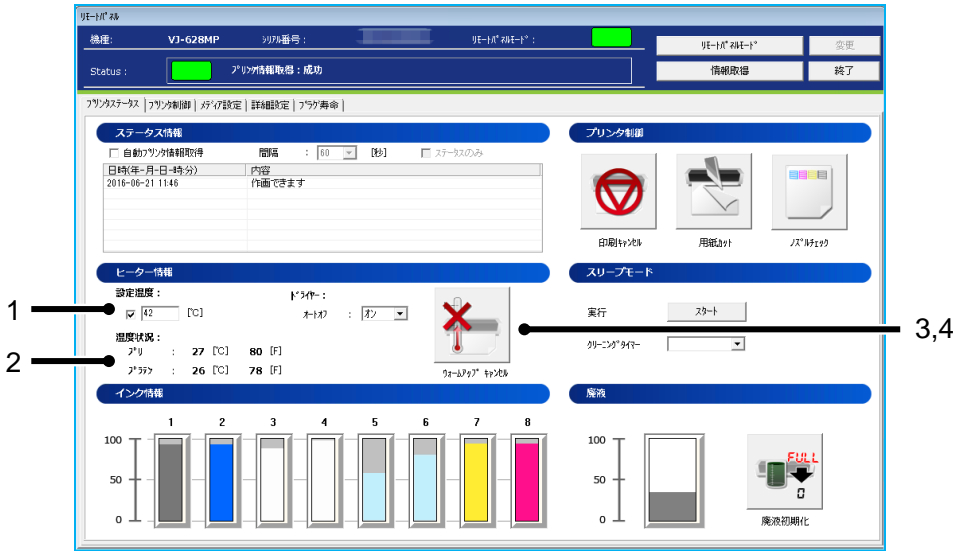 ﾘﾓｰﾄﾊﾟﾈﾙ
機種: VJ-628MP ｼﾘｱﾙ番号: ﾘﾓｰﾄﾊﾟﾈﾙﾓｰﾄﾞ:
ﾘﾓｰﾄﾊﾟﾈﾙﾓｰﾄﾞ 変更
Status: ﾌﾟﾘﾝﾀ情報取得:成功
情報取得 終了
ﾌﾟﾘﾝﾀｽﾃｰﾀｽ ﾌﾟﾘﾝﾀ制御 ﾒﾃﾞｨｱ設定 詳細設定 ﾌﾟﾗｸﾞ寿命
ステータス情報
自動ﾌﾟﾘﾝﾀ情報取得 間隔 : 60 [秒] ｽﾃｰﾀｽのみ
日時(年-月-日-時:分) 内容
2016-06-21 11:46 作画できます
プリンタ制御
印刷ｷｬﾝｾﾙ 用紙ｶｯﾄ ﾉｽﾞﾙﾁｪｯｸ
ヒーター情報
設定温度: ﾄﾞﾗｲﾔｰ:
1 42 [℃] ｵｰﾄｵﾌ : ｵﾝ
温度状況:
2 ﾌﾟﾘ : 27 [℃] 80 [F]
ﾌﾟﾗﾃﾝ : 26 [℃] 78 [F]
ｳｫｰﾑｱｯﾌﾟ ｷｬﾝｾﾙ
3,4
スリープモード
実行 ｽﾀｰﾄ
ｸﾘｰﾆﾝｸﾞﾀｲﾏｰ
インク情報
1 2 3 4 5 6 7 8
100
50
0
廃液
100
50
0
FULL
0
廃液初期化